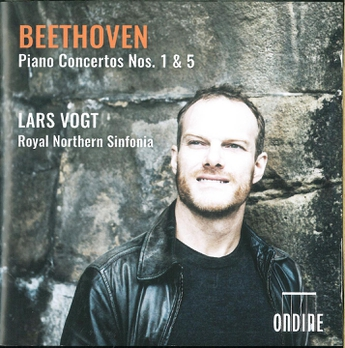 BEETHOVEN
Piano Concertos Nos. 1 & 5
LARS VOGT
Royal Northern Sinfonia
ONDINE